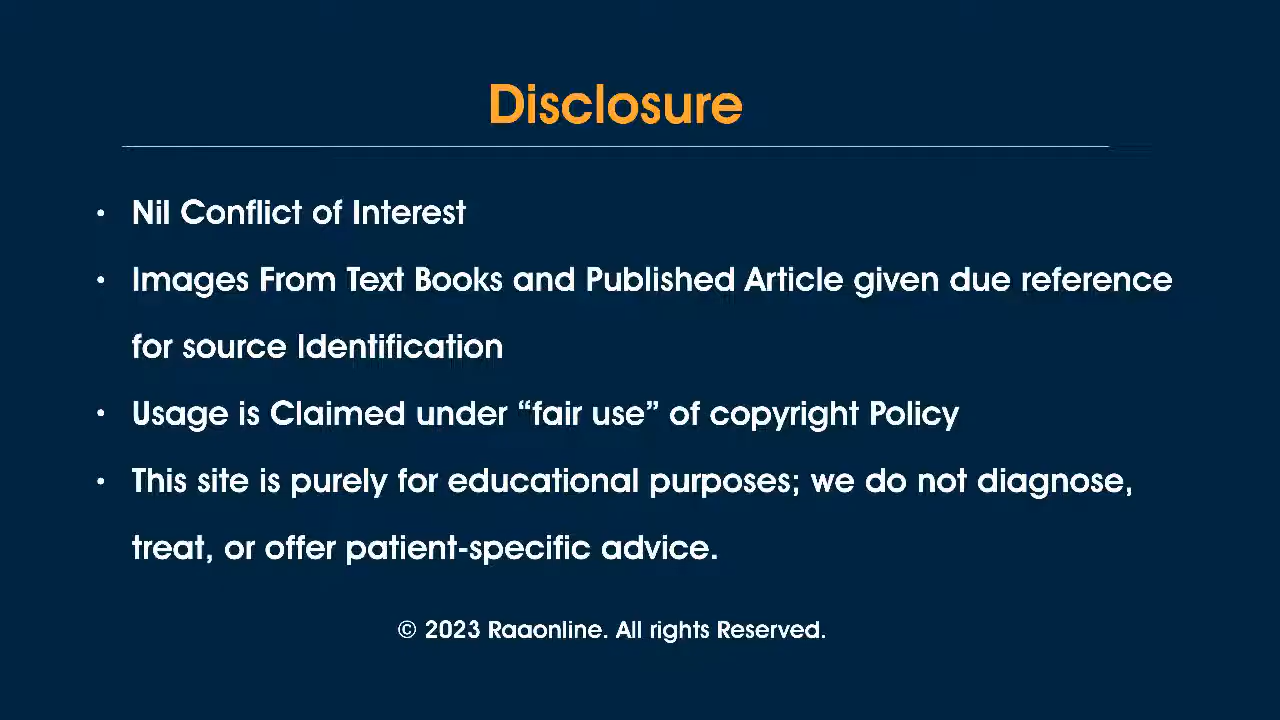 Disclosure
• Nil Conflict of Interest
• Images From Text Books and Published Article given due reference
for source Identification
• Usage is Claimed under “fair use” of copyright Policy
• This site is purely for educational purposes; we do not diagnose,
treat, or offer patient-specific advice.
© 2023 Raaonline. All rights Reserved.